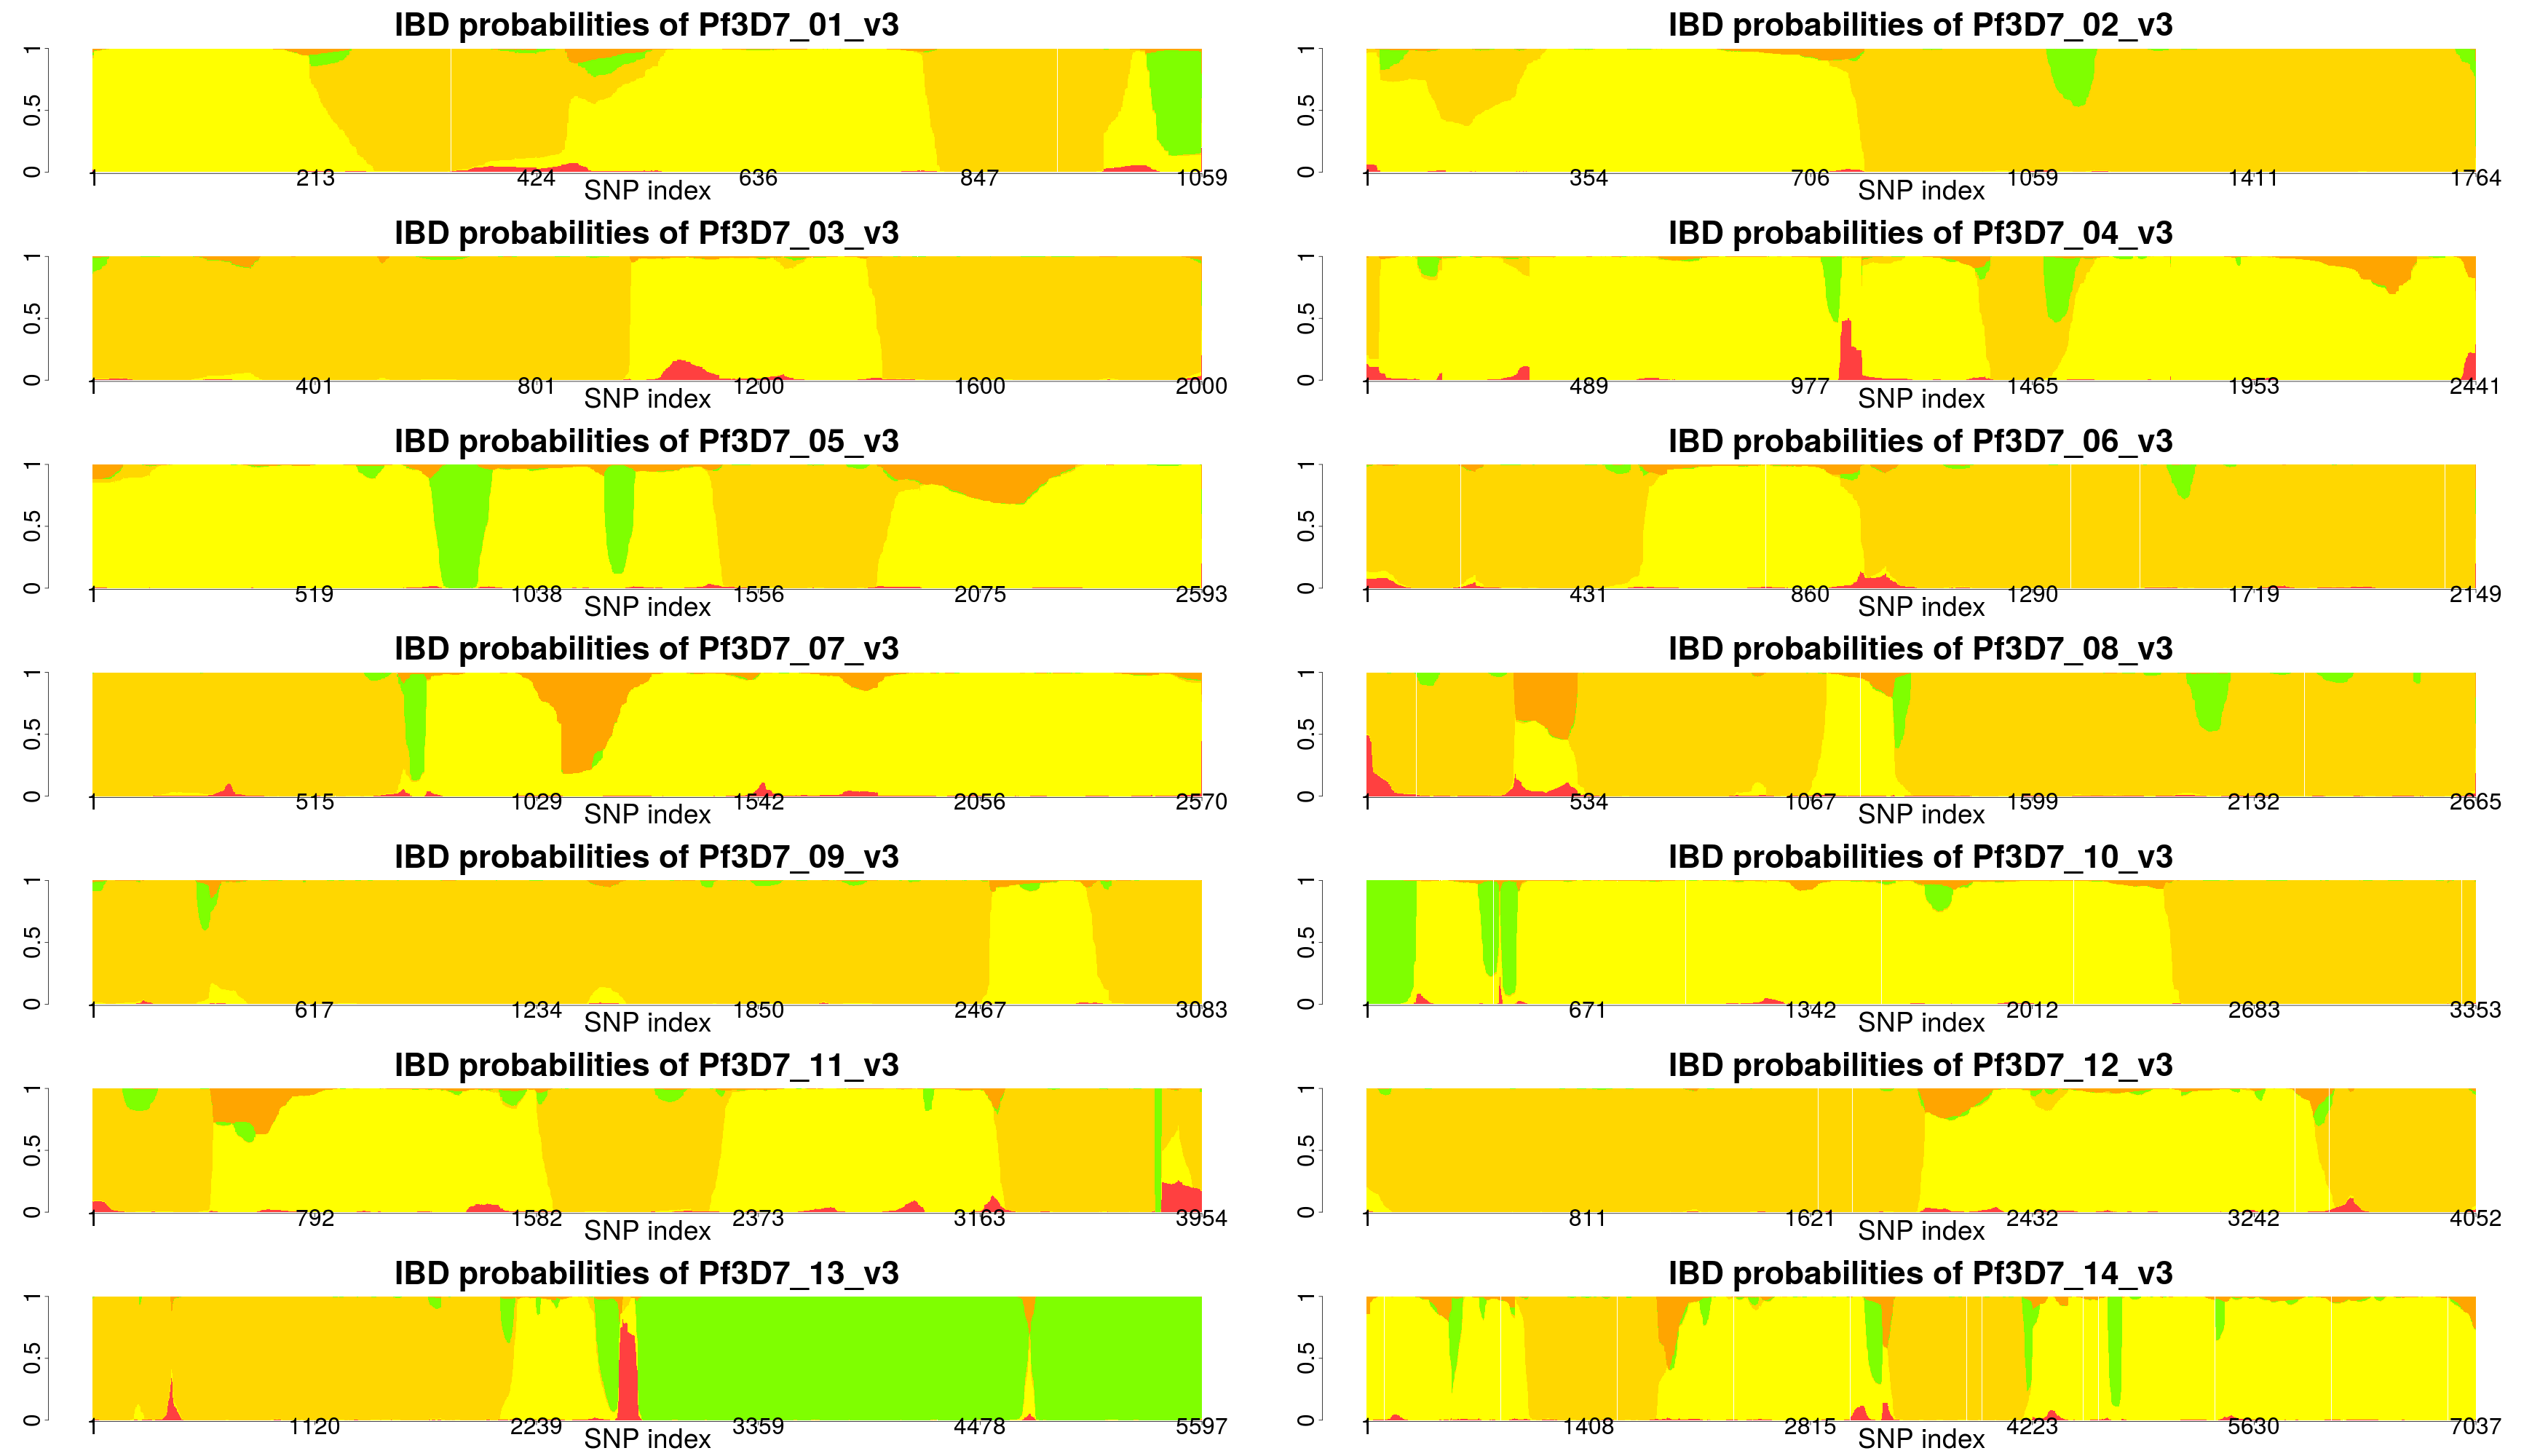 IBD probabilities of Pf3D7_01_v3
0 0.5 1
1 213 424 636 847 1059
SNP index
IBD probabilities of Pf3D7_02_v3
0 0.5 1
1 354 706 1059 1411 1764
SNP index
IBD probabilities of Pf3D7_03_v3
0 0.5 1
1 401 801 1200 1600 2000
SNP index
IBD probabilities of Pf3D7_04_v3
0 0.5 1
1 489 977 1465 1953 2441
SNP index
IBD probabilities of Pf3D7_05_v3
0 0.5 1
1 519 1038 1556 2075 2593
SNP index
IBD probabilities of Pf3D7_06_v3
0 0.5 1
1 431 860 1290 1719 2149
SNP index
IBD probabilities of Pf3D7_07_v3
0 0.5 1
1 515 1029 1542 2056 2570
SNP index
IBD probabilities of Pf3D7_08_v3
0 0.5 1
1 534 1067 1599 2132 2665
SNP index
IBD probabilities of Pf3D7_09_v3
0 0.5 1
1 617 1234 1850 2467 3083
SNP index
IBD probabilities of Pf3D7_10_v3
0 0.5 1
1 671 1342 2012 2683 3353
SNP index
IBD probabilities of Pf3D7_11_v3
0 0.5 1
1 792 1582 2373 3163 3954
SNP index
IBD probabilities of Pf3D7_12_v3
0 0.5 1
1 811 1621 2432 3242 4052
SNP index
IBD probabilities of Pf3D7_13_v3
0 0.5 1
1 1120 2239 3359 4478 5597
SNP index
IBD probabilities of Pf3D7_14_v3
0 0.5 1
1 1408 2815 4223 5630 7037
SNP index